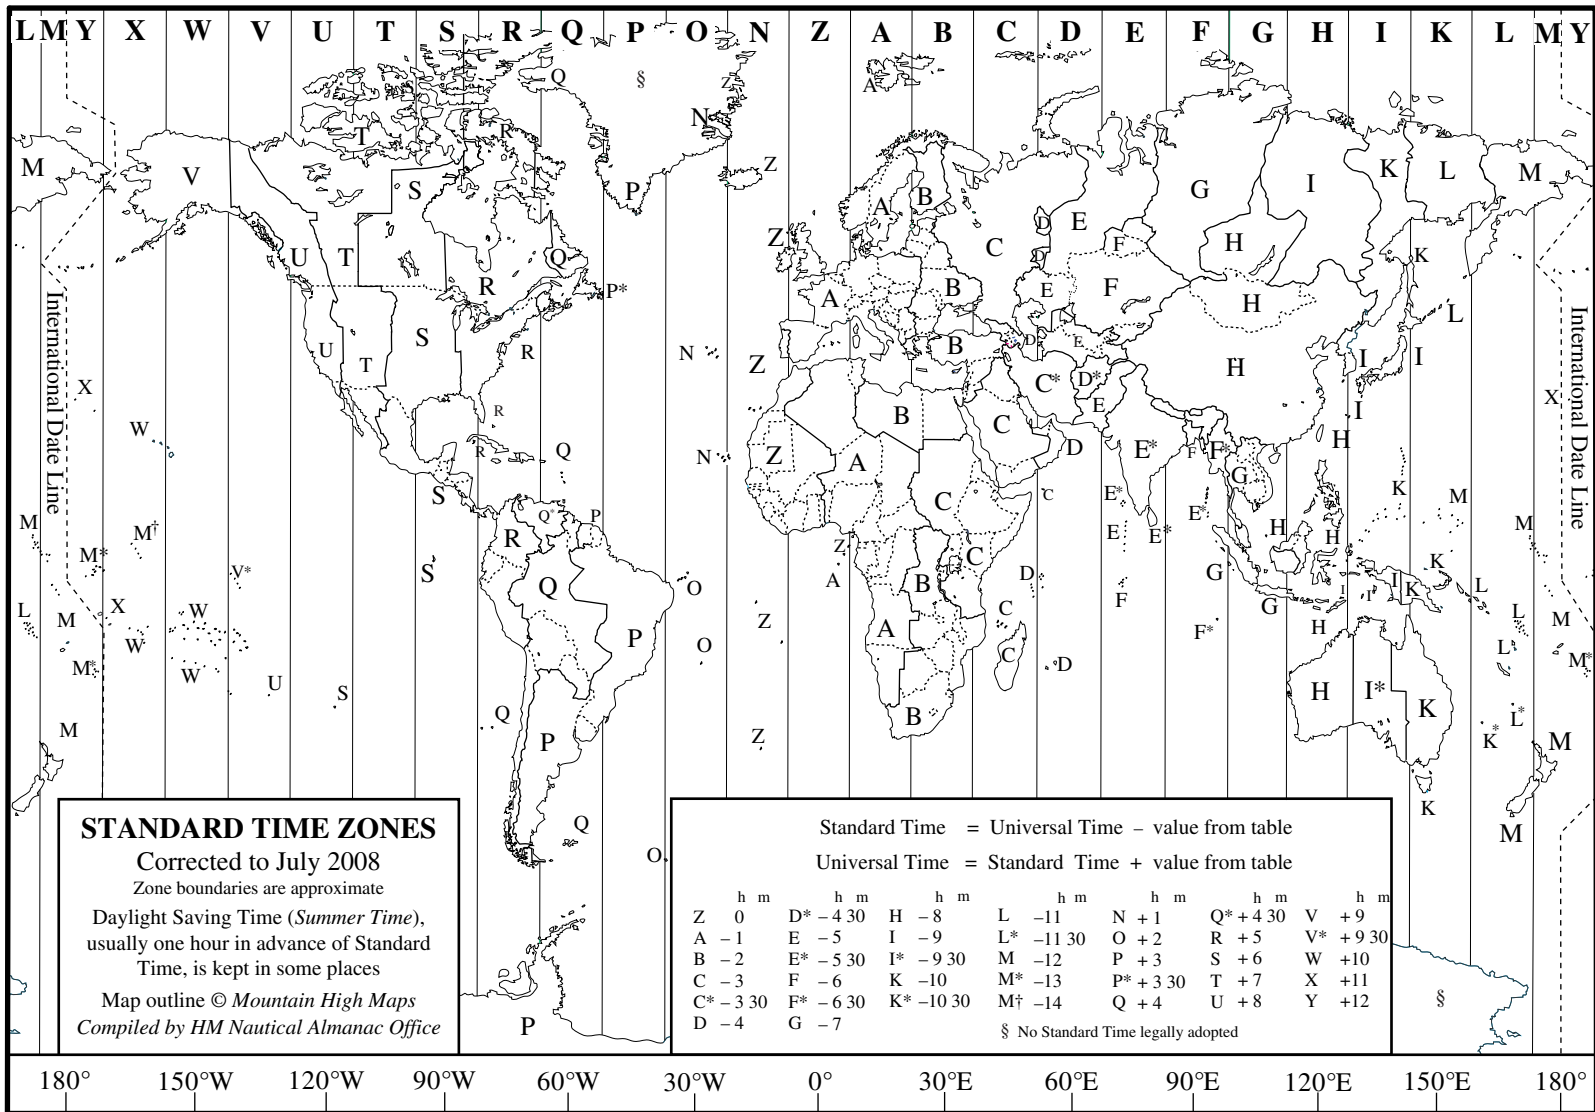 L M Y X W V U T S R Q P O N Z A B C D E F G H I K L M Y
Q § Z A
N
T R
M V S R Z P A B G I K L M
Z D E
U T S Q C D F H K
R P* A B E F H L
U S R N Z B D E H I I
T C* D* X
X R B C E I
W Q Z A E* F F* H
R N D G
S C E* K M
M M† Q* P C E* E* H H M
M* R Z C K
V* S Q O A B D G I K L
L X W P Z C F G I I L
M W O A F* H M
M* W C D L M*
U S H I* K
M Q P Z B K* L* M
K
Q M
O
P
§
International Date Line
International Date Line
STANDARD TIME ZONES
Corrected to July 2008
Zone boundaries are approximate
Daylight Saving Time (Summer Time),
usually one hour in advance of Standard
Time, is kept in some places
Map outline © Mountain High Maps
Compiled by HM Nautical Almanac Office
Standard Time = Universal Time – value from table
Universal Time = Standard Time + value from table
h m h m h m h m h m h m h m
Z 0 D* – 4 30 H – 8 L –11 N + 1 Q* + 4 30 V + 9
A – 1 E – 5 I – 9 L* –11 30 O + 2 R + 5 V* + 9 30
B – 2 E* – 5 30 I* – 9 30 M –12 P + 3 S + 6 W +10
C – 3 F – 6 K –10 M* –13 P* + 3 30 T + 7 X +11
C* – 3 30 F* – 6 30 K* –10 30 M† –14 Q + 4 U + 8 Y +12
D – 4 G – 7 § No Standard Time legally adopted
180° 150°W 120°W 90°W 60°W 30°W 0° 30°E 60°E 90°E 120°E 150°E 180°